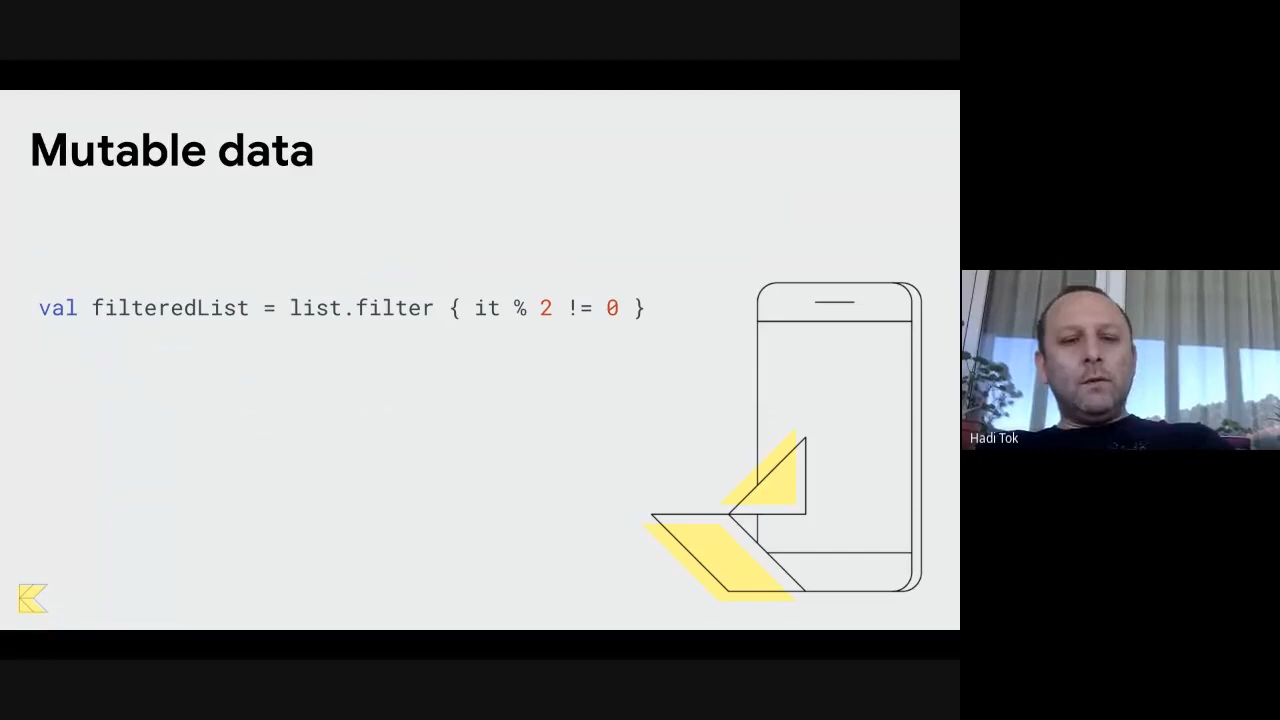 Mutable data
val filteredList = list.filter { it % 2 != 0 }
Hadi Tok